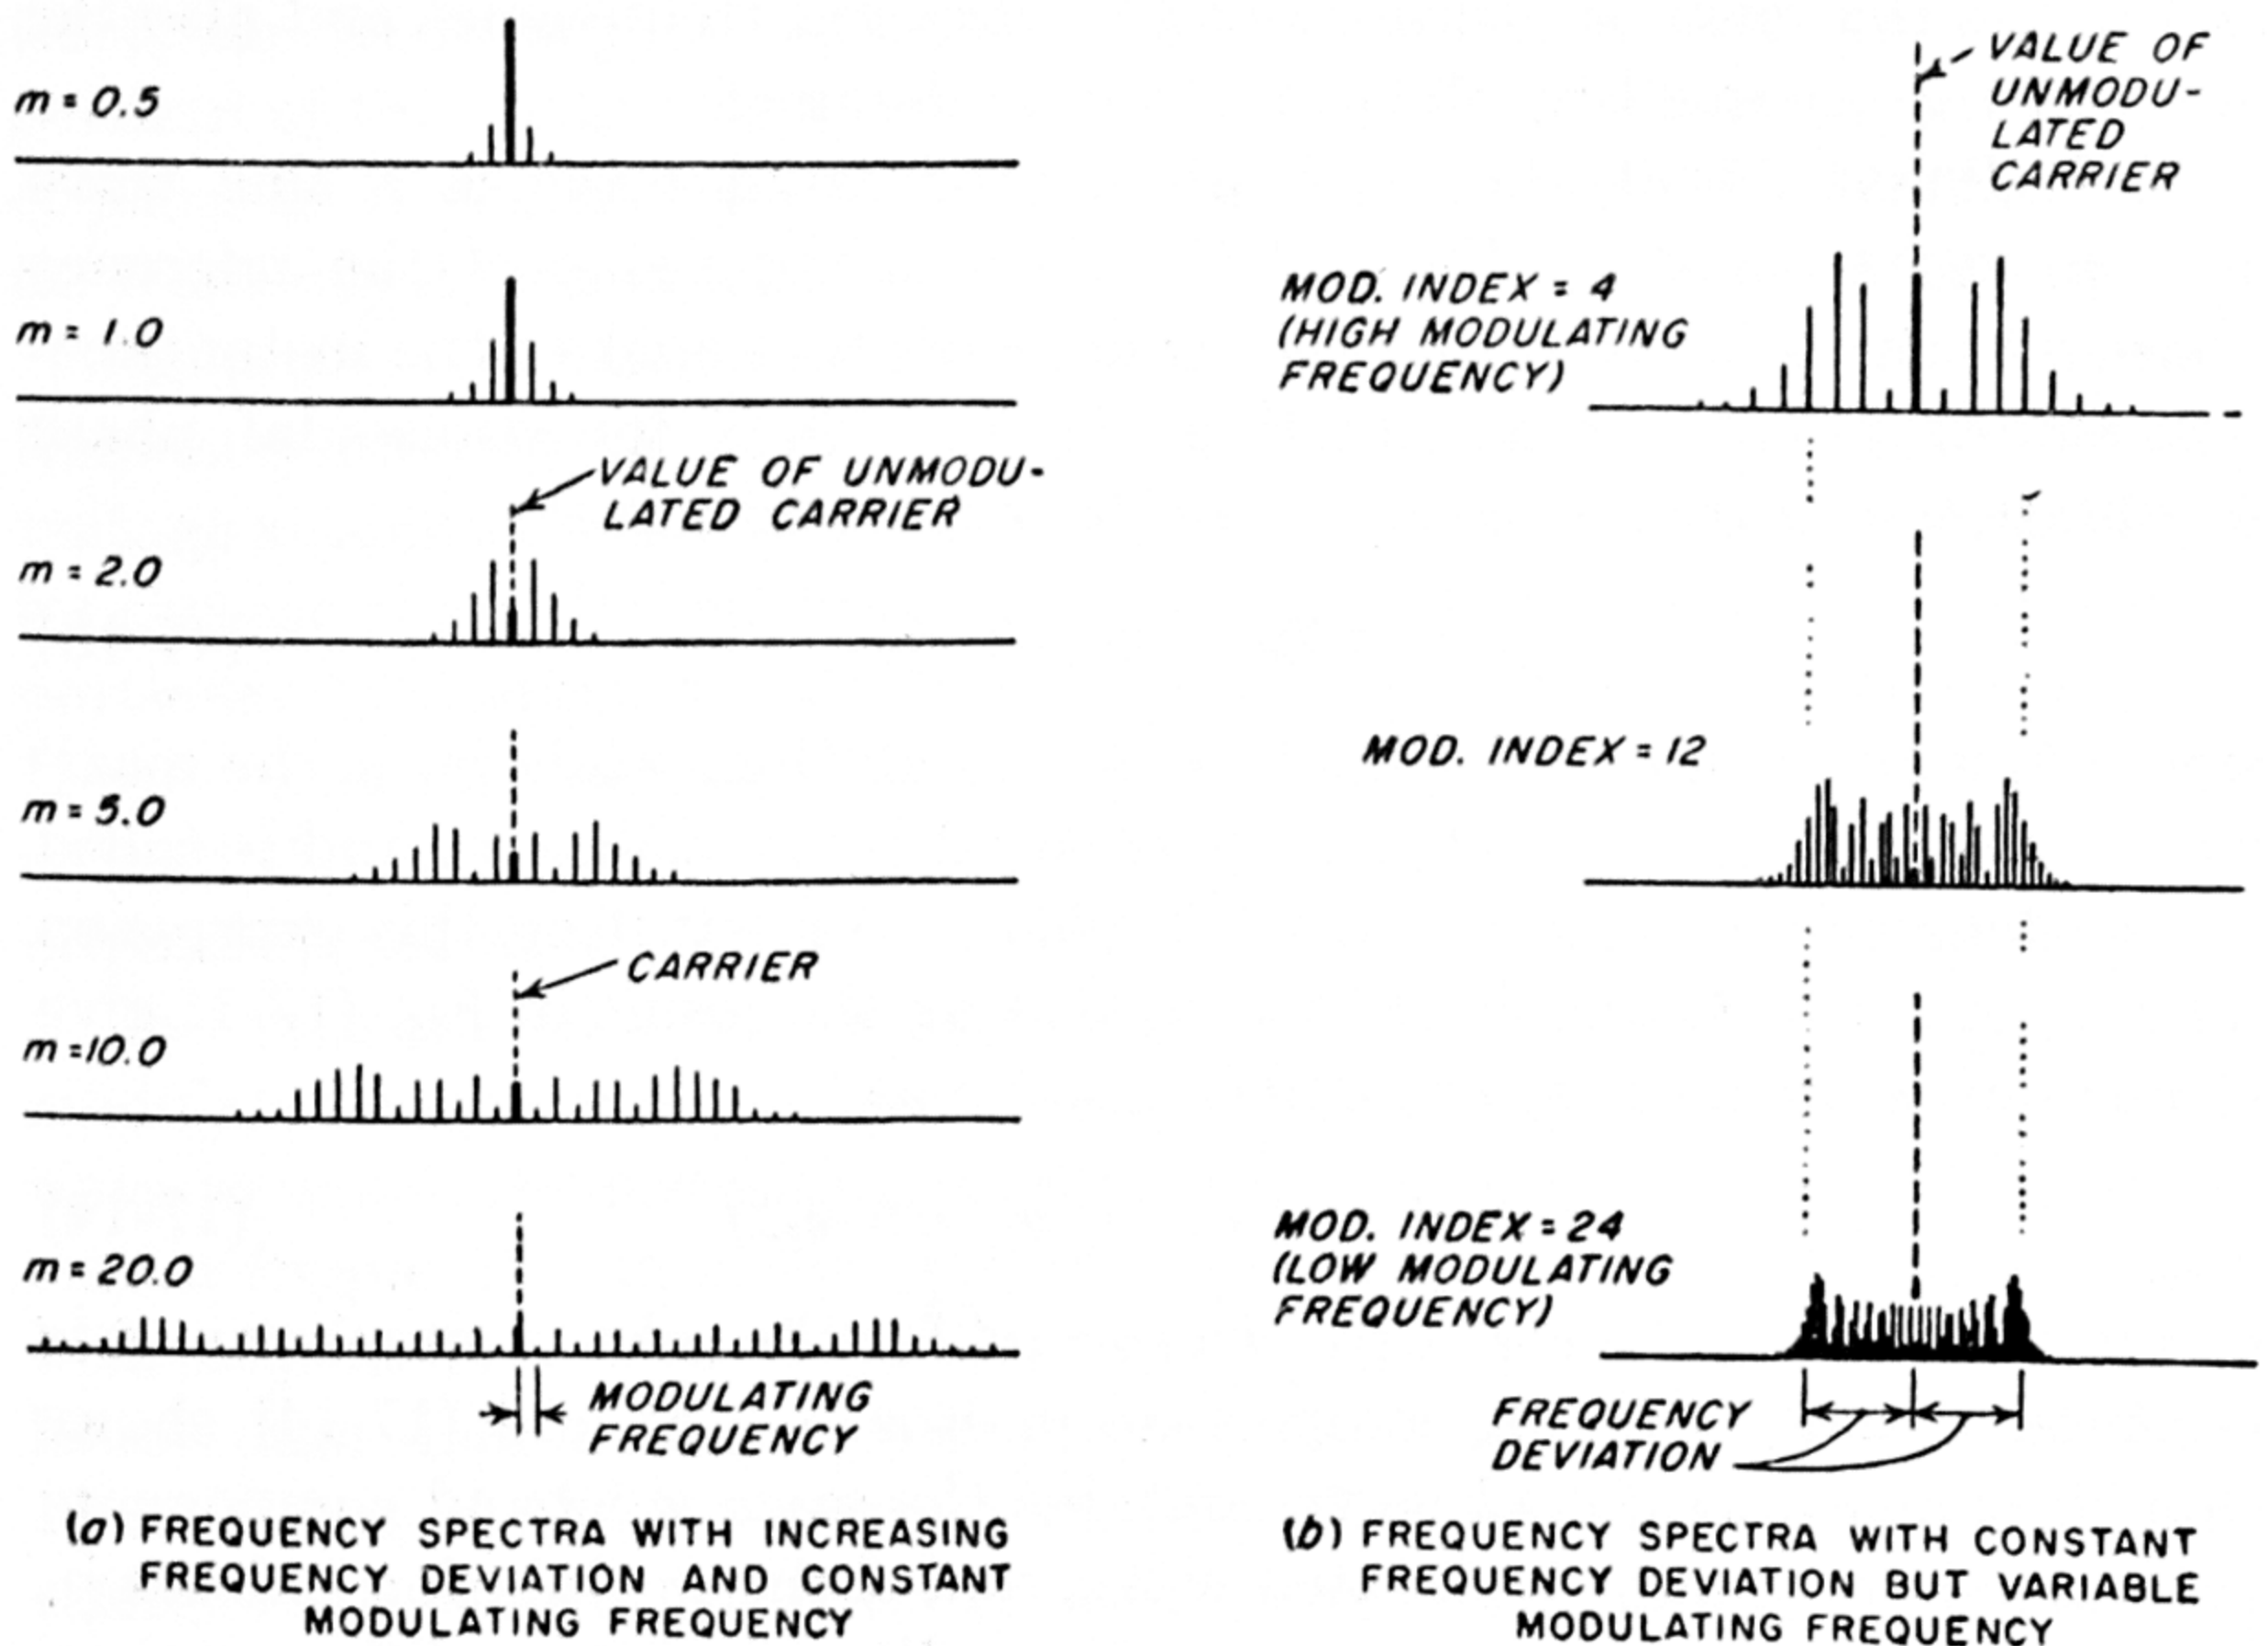 m = 0.5
m = 1.0
VALUE OF UNMODU-
LATED CARRIER
m = 2.0
m = 5.0
CARRIER
m = 10.0
m = 20.0
MODULATING
FREQUENCY
(a) FREQUENCY SPECTRA WITH INCREASING
FREQUENCY DEVIATION AND CONSTANT
MODULATING FREQUENCY
VALUE OF
UNMODU-
LATED
CARRIER
MOD. INDEX = 4
(HIGH MODULATING
FREQUENCY)
MOD. INDEX = 12
MOD. INDEX = 24
(LOW MODULATING
FREQUENCY)
FREQUENCY
DEVIATION
(b) FREQUENCY SPECTRA WITH CONSTANT
FREQUENCY DEVIATION BUT VARIABLE
MODULATING FREQUENCY